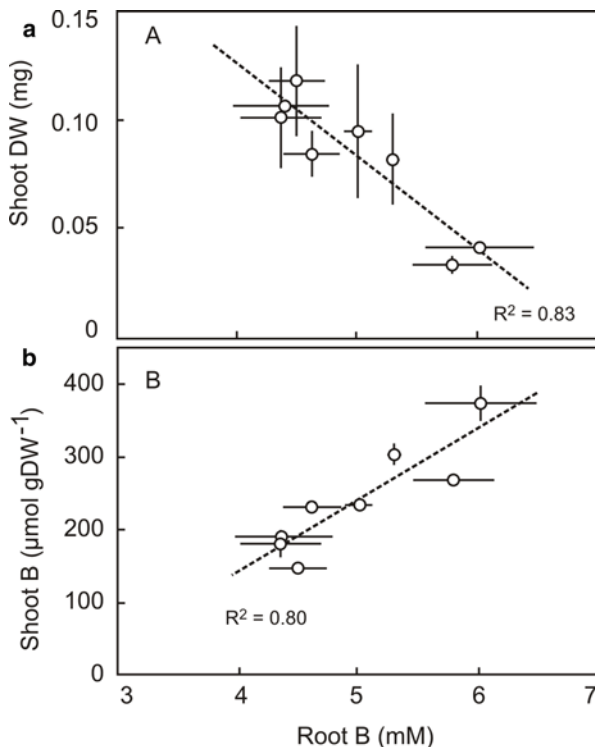 a
A
0.15
0.10
0.05
0
Shoot DW (mg)
R² = 0.83
b
B
400
300
200
100
0
Shoot B (μmol gDW⁻¹)
R² = 0.80
3 4 5 6 7
Root B (mM)